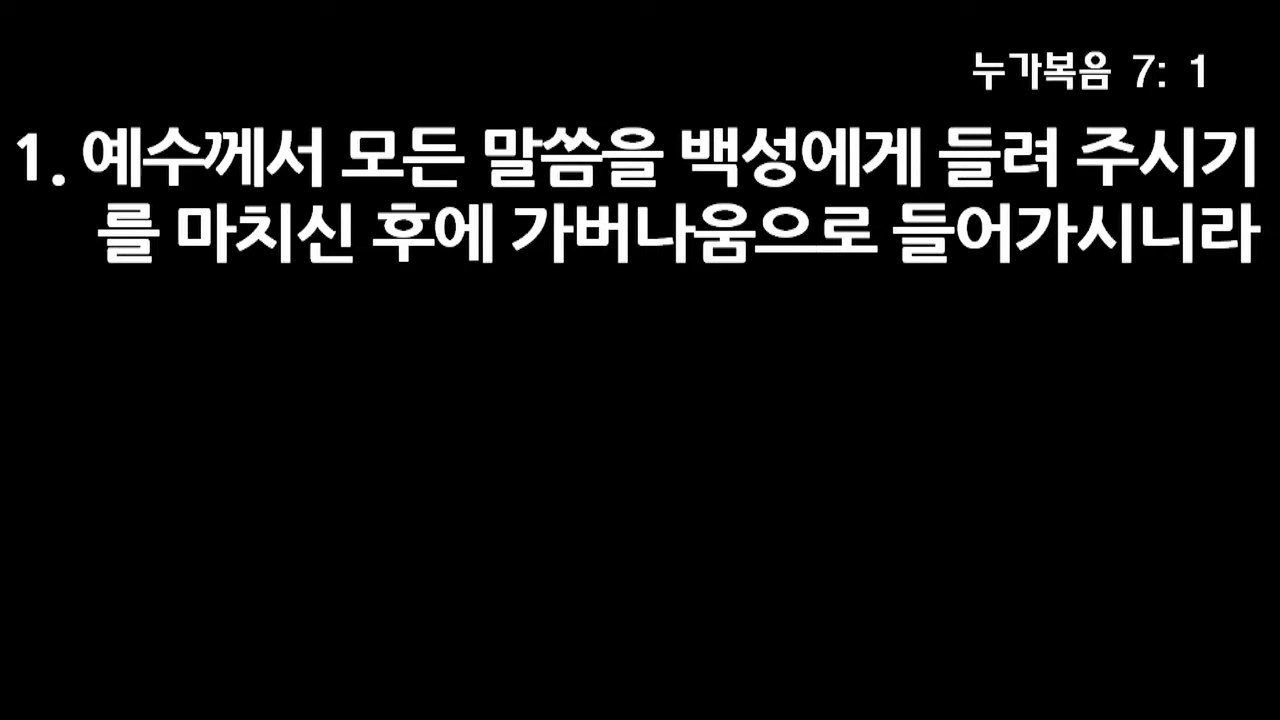 누가복음 7: 1
1. 예수께서 모든 말씀을 백성에게 들려 주시기
를 마치신 후에 가버나움으로 들어가시니라